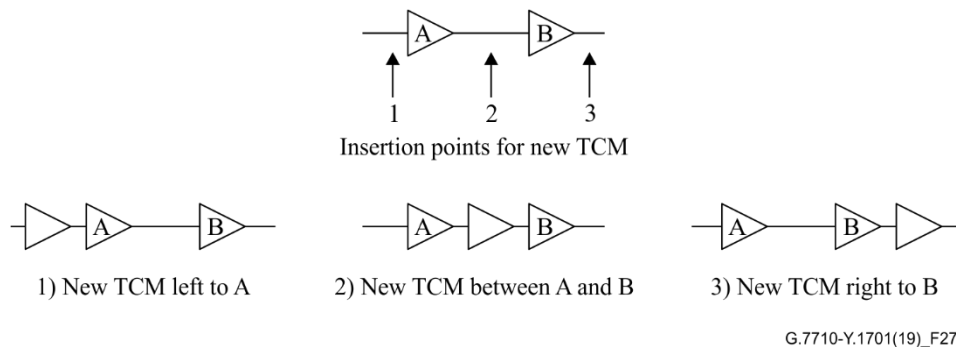 A B
1 2 3
Insertion points for new TCM
A B
A B
A B
1) New TCM left to A
2) New TCM between A and B
3) New TCM right to B
G.7710-Y.1701(19)_F27